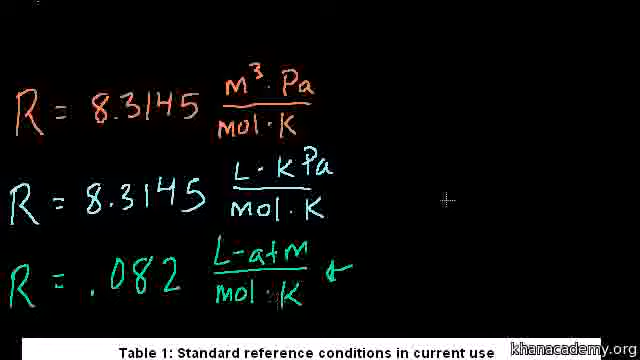 R = 8.3145 m³·Pa / mol·K
R = 8.3145 L·kPa / mol·K
R = .082 L-atm / mol·K ←
Table 1: Standard reference conditions in current use
khanacademy.org